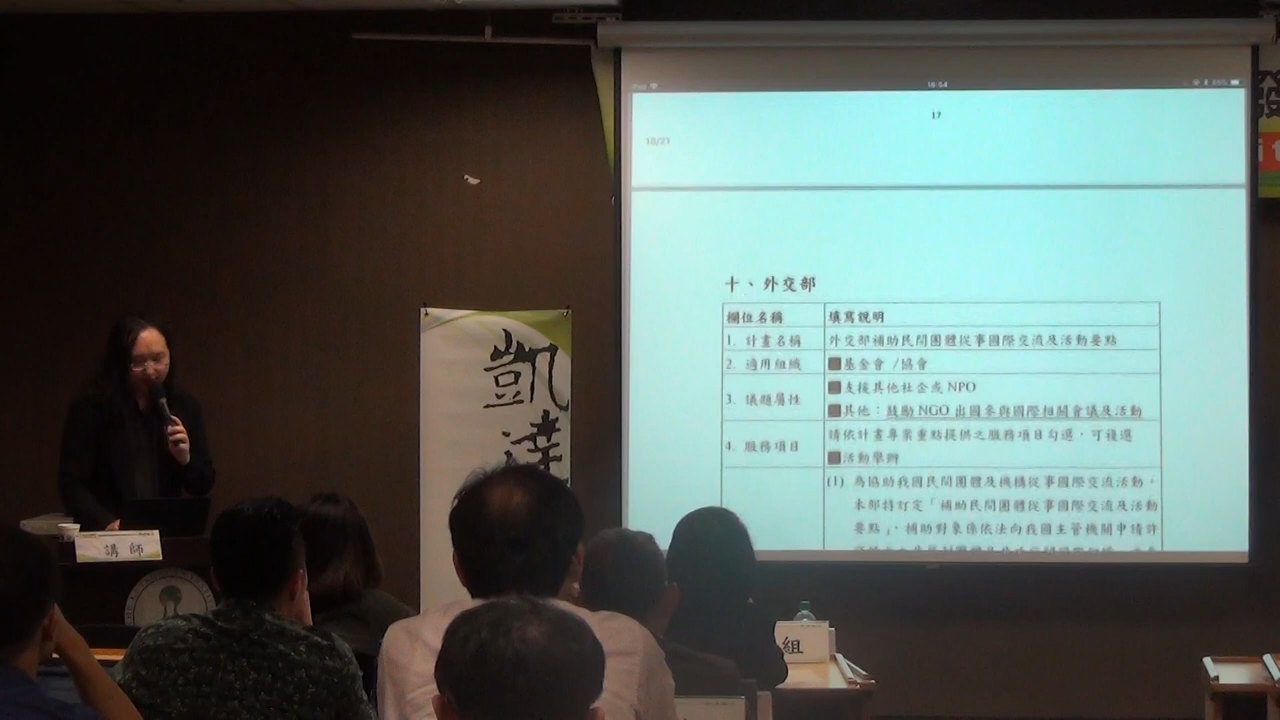 16:54
17
18/21
十、外交部
欄位名稱 填寫說明
1. 計畫名稱 外交部補助民間團體從事國際交流及活動要點
2. 適用組織 ■基金會 /協會
3. 議題屬性 ■支援其他社企或 NPO
■其他：鼓勵 NGO 出國參與國際相關會議及活動
4. 服務項目 請依計畫專案重點提供之服務項目勾選，可複選
■活動舉辦
(1) 為協助我國民間團體及機構從事國際交流活動，
本部特訂定「補助民間團體從事國際交流及活動
要點」，補助對象係依法向我國主管機關申請許
凱達
講師
組